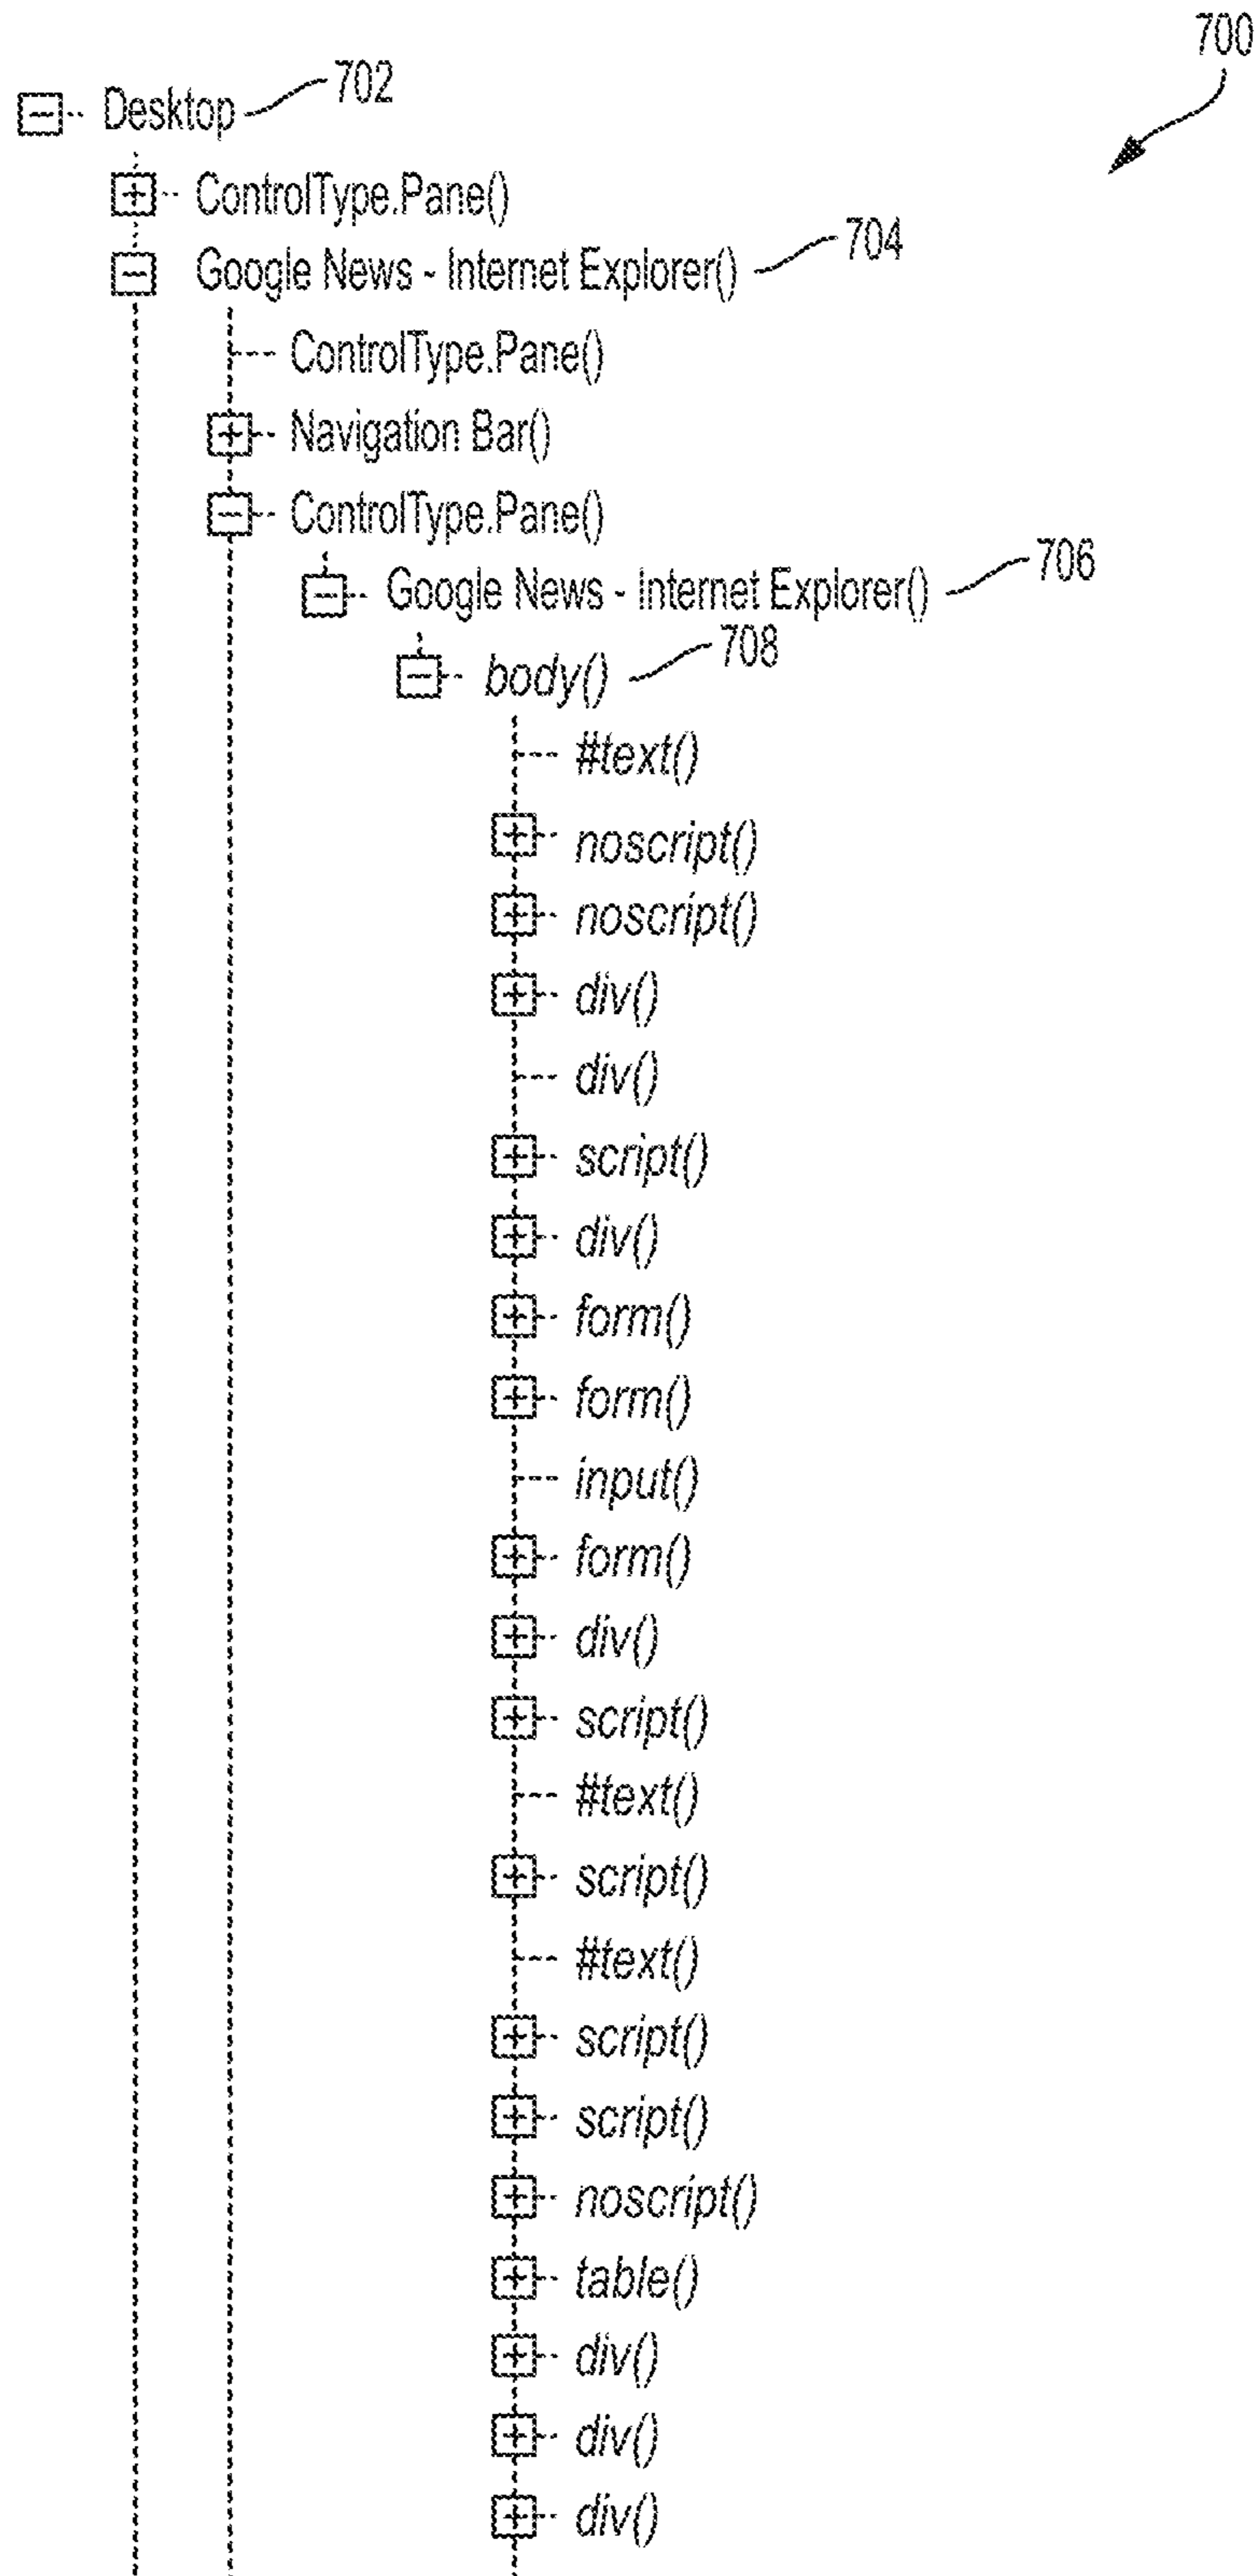 700
Desktop 702
ControlType.Pane()
Google News - Internet Explorer() 704
ControlType.Pane()
Navigation Bar()
ControlType.Pane()
Google News - Internet Explorer() 706
body() 708
#text()
noscript()
noscript()
div()
div()
script()
div()
form()
form()
input()
form()
div()
script()
#text()
script()
#text()
script()
script()
noscript()
table()
div()
div()
div()